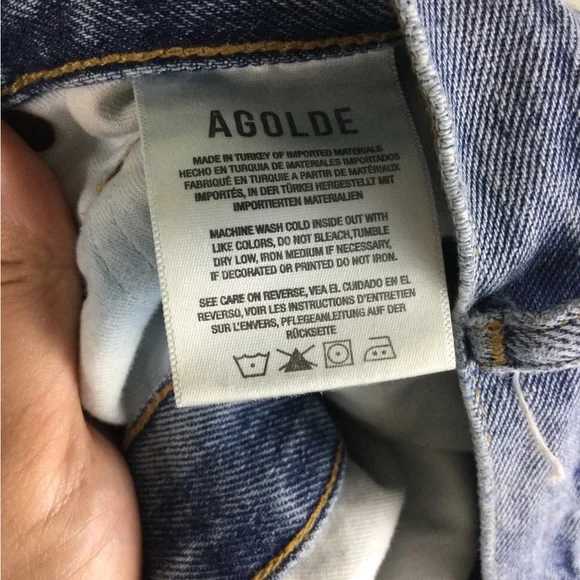 AGOLDE
MADE IN TURKEY OF IMPORTED MATERIALS
HECHO EN TURQUIA DE MATERIALES IMPORTADOS
FABRIQUÉ EN TURQUIE A PARTIR DE MATÉRIAUX
IMPORTÉS, IN DER TÜRKEI HERGESTELLT MIT
IMPORTIERTEN MATERIALIEN
MACHINE WASH COLD INSIDE OUT WITH
LIKE COLORS, DO NOT BLEACH,TUMBLE
DRY LOW, IRON MEDIUM IF NECESSARY,
IF DECORATED OR PRINTED DO NOT IRON.
SEE CARE ON REVERSE, VEA EL CUIDADO EN EL
REVERSO, VOIR LES INSTRUCTIONS D'ENTRETIEN
SUR L'ENVERS, PFLEGEANLEITUNG AUF DER
RÜCKSEITE